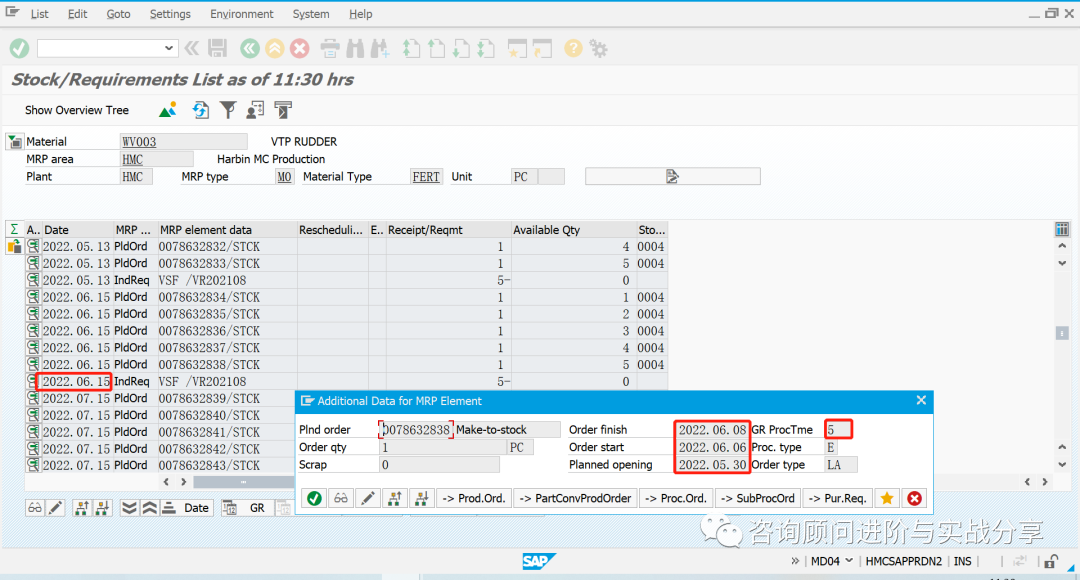 List Edit Goto Settings Environment System Help
Stock/Requirements List as of 11:30 hrs
Show Overview Tree
Material WV003 VTP RUDDER
MRP area HMC Harbin MC Production
Plant HMC MRP type M0 Material Type FERT Unit PC
Σ A.. Date MRP ... MRP element data Rescheduli... E.. Receipt/Reqmt Available Qty Sto...
2022.05.13 PldOrd 0078632832/STCK 1 4 0004
2022.05.13 PldOrd 0078632833/STCK 1 5 0004
2022.05.13 IndReq VSF /VR202108 5- 0
2022.06.15 PldOrd 0078632834/STCK 1 1 0004
2022.06.15 PldOrd 0078632835/STCK 1 2 0004
2022.06.15 PldOrd 0078632836/STCK 1 3 0004
2022.06.15 PldOrd 0078632837/STCK 1 4 0004
2022.06.15 PldOrd 0078632838/STCK 1 5 0004
2022.06.15 IndReq VSF /VR202108 5- 0
2022.07.15 PldOrd 0078632839/STCK
2022.07.15 PldOrd 0078632840/STCK
2022.07.15 PldOrd 0078632841/STCK
2022.07.15 PldOrd 0078632842/STCK
2022.07.15 PldOrd 0078632843/STCK
Additional Data for MRP Element
Plnd order 0078632838 Make-to-stock Order finish 2022.06.08 GR ProcTme 5
Order qty 1 PC Order start 2022.06.06 Proc. type E
Scrap 0 Planned opening 2022.05.30 Order type LA
-> Prod.Ord. -> PartConvProdOrder -> Proc.Ord. -> SubProcOrd -> Pur.Req.
Date GR
咨询顾问进阶与实战分享
SAP » MD04 HMCSAPPRDN2 INS